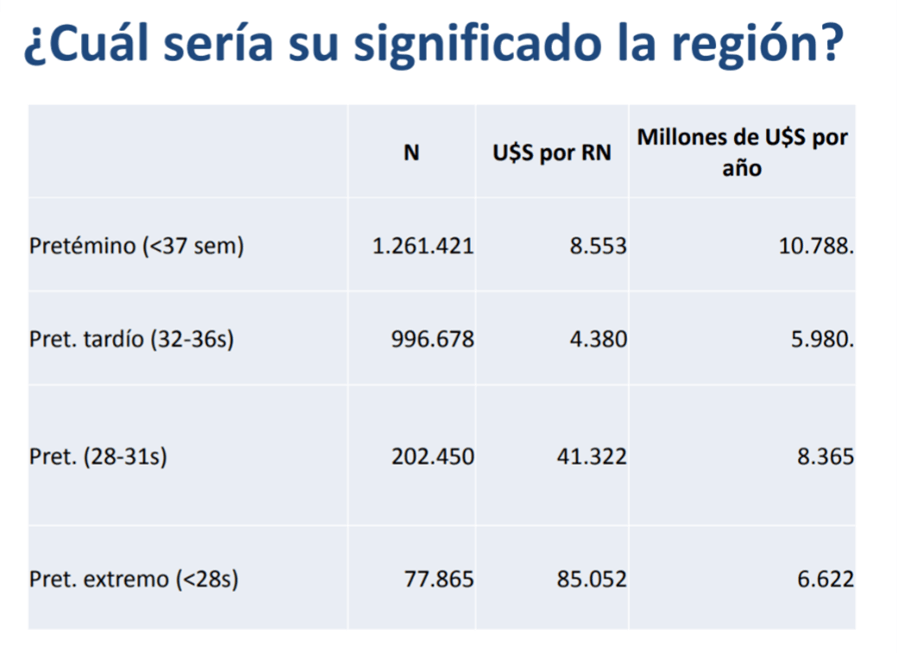 ¿Cuál sería su significado la región?
N U$S por RN Millones de U$S por
año
Pretémino (<37 sem) 1.261.421 8.553 10.788.
Pret. tardío (32-36s) 996.678 4.380 5.980.
Pret. (28-31s) 202.450 41.322 8.365
Pret. extremo (<28s) 77.865 85.052 6.622